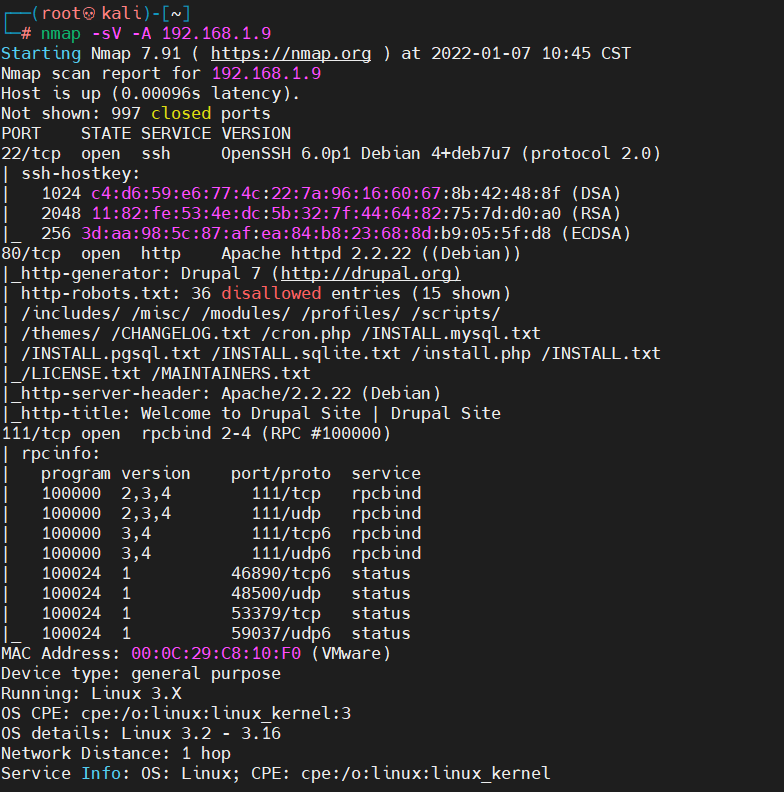 ┌──(root💀kali)-[~]
└─# nmap -sV -A 192.168.1.9
Starting Nmap 7.91 ( https://nmap.org ) at 2022-01-07 10:45 CST
Nmap scan report for 192.168.1.9
Host is up (0.00096s latency).
Not shown: 997 closed ports
PORT    STATE SERVICE VERSION
22/tcp  open  ssh     OpenSSH 6.0p1 Debian 4+deb7u7 (protocol 2.0)
| ssh-hostkey:
|   1024 c4:d6:59:e6:77:4c:22:7a:96:16:60:67:8b:42:48:8f (DSA)
|   2048 11:82:fe:53:4e:dc:5b:32:7f:44:64:82:75:7d:d0:a0 (RSA)
|_  256 3d:aa:98:5c:87:af:ea:84:b8:23:68:8d:b9:05:5f:d8 (ECDSA)
80/tcp  open  http    Apache httpd 2.2.22 ((Debian))
|_http-generator: Drupal 7 (http://drupal.org)
| http-robots.txt: 36 disallowed entries (15 shown)
| /includes/ /misc/ /modules/ /profiles/ /scripts/
| /themes/ /CHANGELOG.txt /cron.php /INSTALL.mysql.txt
| /INSTALL.pgsql.txt /INSTALL.sqlite.txt /install.php /INSTALL.txt
|_/LICENSE.txt /MAINTAINERS.txt
|_http-server-header: Apache/2.2.22 (Debian)
|_http-title: Welcome to Drupal Site | Drupal Site
111/tcp open  rpcbind 2-4 (RPC #100000)
| rpcinfo:
|   program version    port/proto  service
|   100000  2,3,4        111/tcp   rpcbind
|   100000  2,3,4        111/udp   rpcbind
|   100000  3,4          111/tcp6  rpcbind
|   100000  3,4          111/udp6  rpcbind
|   100024  1          46890/tcp6  status
|   100024  1          48500/udp   status
|   100024  1          53379/tcp   status
|_  100024  1          59037/udp6  status
MAC Address: 00:0C:29:C8:10:F0 (VMware)
Device type: general purpose
Running: Linux 3.X
OS CPE: cpe:/o:linux:linux_kernel:3
OS details: Linux 3.2 - 3.16
Network Distance: 1 hop
Service Info: OS: Linux; CPE: cpe:/o:linux:linux_kernel